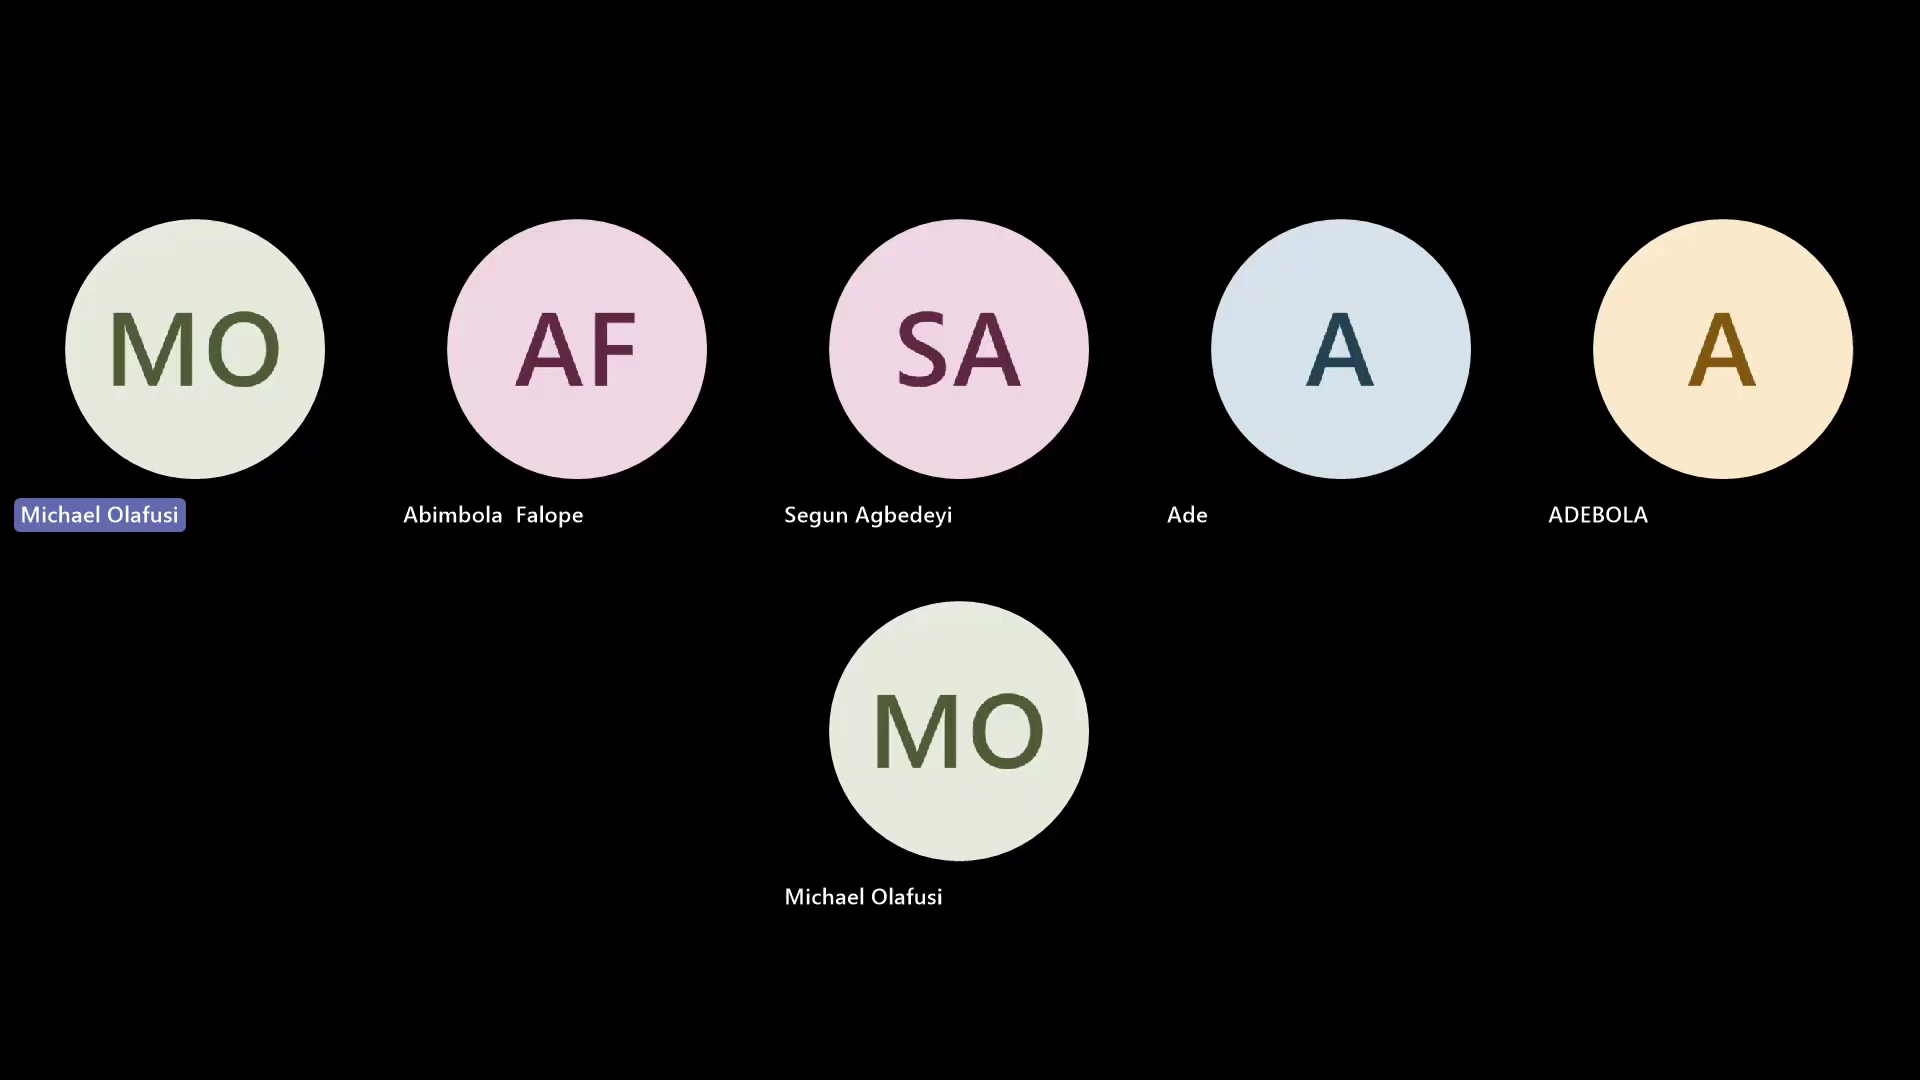 MO
AF
SA
A
A
Michael Olafusi
Abimbola  Falope
Segun Agbedeyi
Ade
ADEBOLA
MO
Michael Olafusi